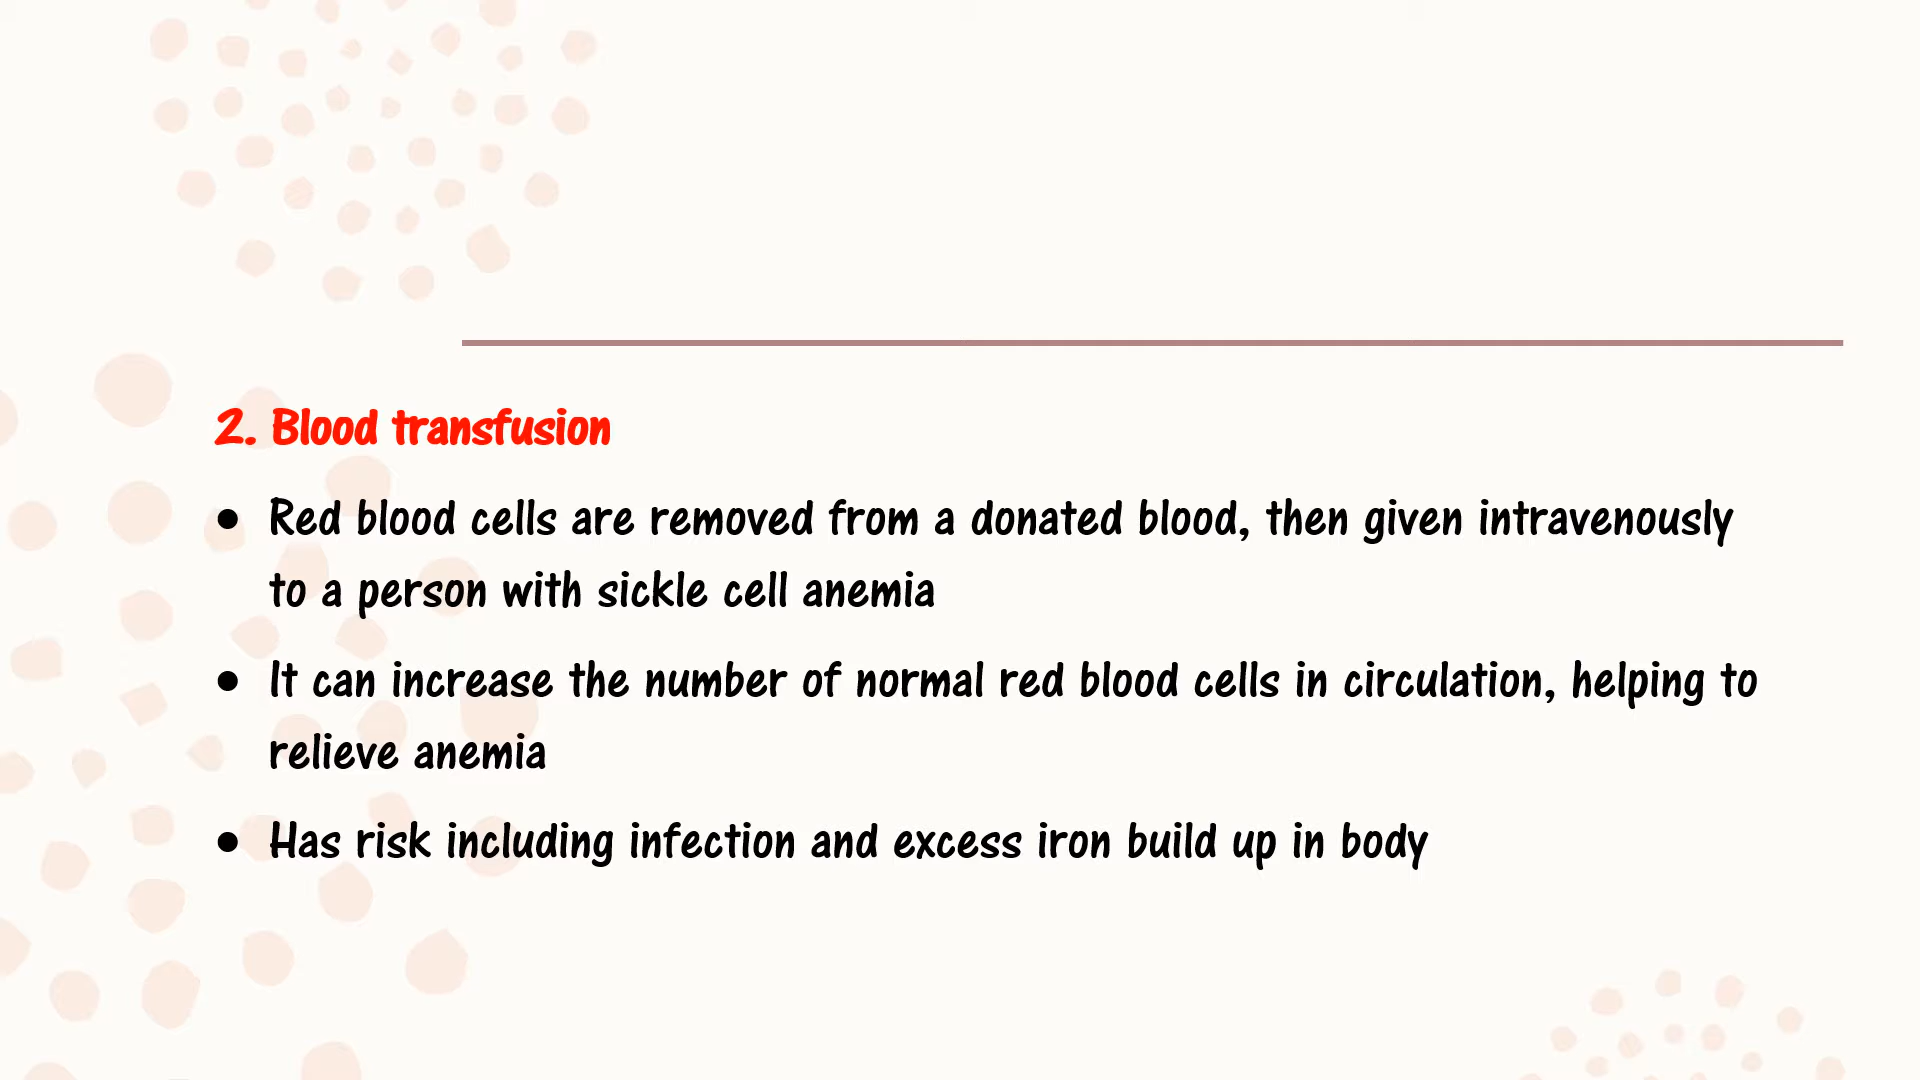 2. Blood transfusion
● Red blood cells are removed from a donated blood, then given intravenously
to a person with sickle cell anemia
● It can increase the number of normal red blood cells in circulation, helping to
relieve anemia
● Has risk including infection and excess iron build up in body